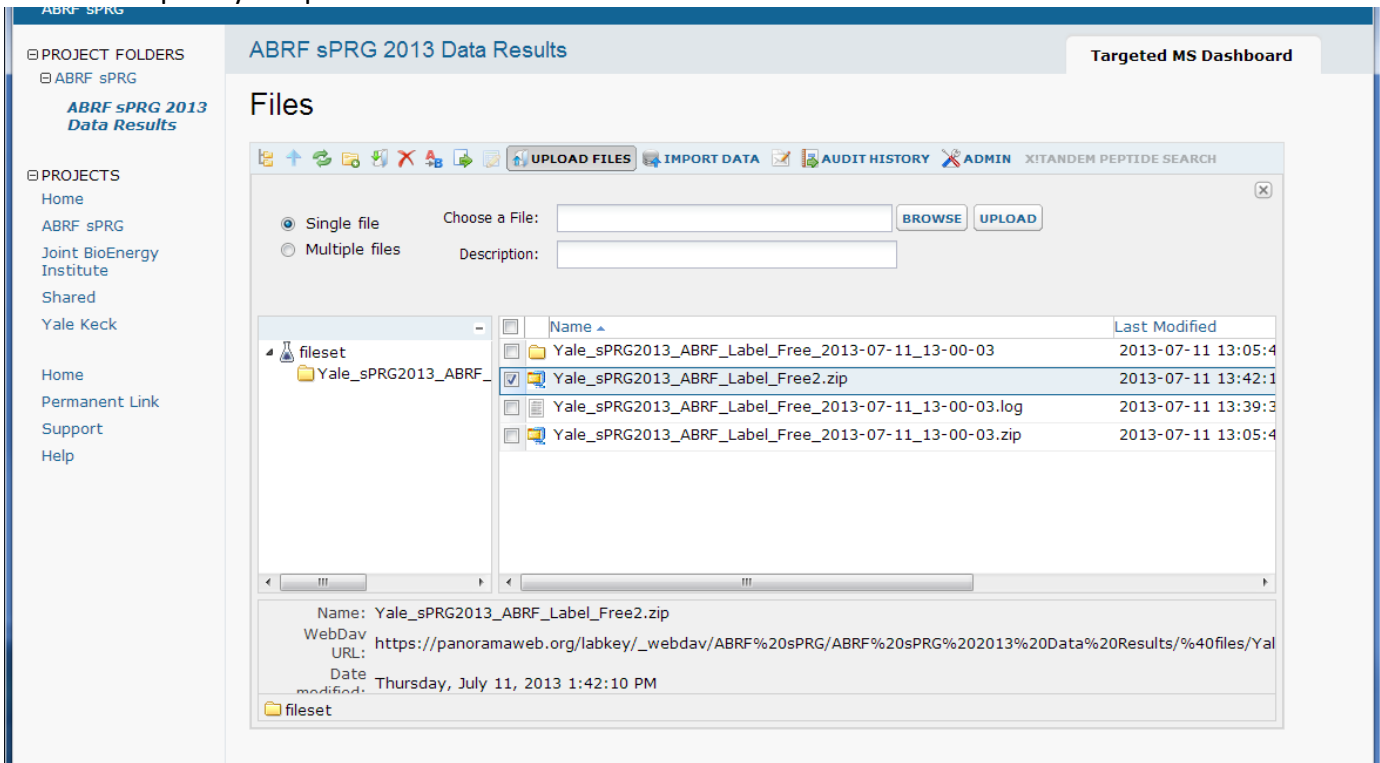 ABRF sPRG
PROJECT FOLDERS
ABRF sPRG
ABRF sPRG 2013
Data Results
PROJECTS
Home
ABRF sPRG
Joint BioEnergy
Institute
Shared
Yale Keck
Home
Permanent Link
Support
Help
ABRF sPRG 2013 Data Results
Targeted MS Dashboard
Files
UPLOAD FILES IMPORT DATA AUDIT HISTORY ADMIN X!TANDEM PEPTIDE SEARCH
Single file Choose a File: BROWSE UPLOAD
Multiple files Description:
Name Last Modified
fileset
Yale_sPRG2013_ABRF_
Yale_sPRG2013_ABRF_Label_Free_2013-07-11_13-00-03 2013-07-11 13:05:4
Yale_sPRG2013_ABRF_Label_Free2.zip 2013-07-11 13:42:1
Yale_sPRG2013_ABRF_Label_Free_2013-07-11_13-00-03.log 2013-07-11 13:39:3
Yale_sPRG2013_ABRF_Label_Free_2013-07-11_13-00-03.zip 2013-07-11 13:05:4
Name: Yale_sPRG2013_ABRF_Label_Free2.zip
WebDav
URL: https://panoramaweb.org/labkey/_webdav/ABRF%20sPRG/ABRF%20sPRG%202013%20Data%20Results/%40files/Yal
Date
modified: Thursday, July 11, 2013 1:42:10 PM
fileset